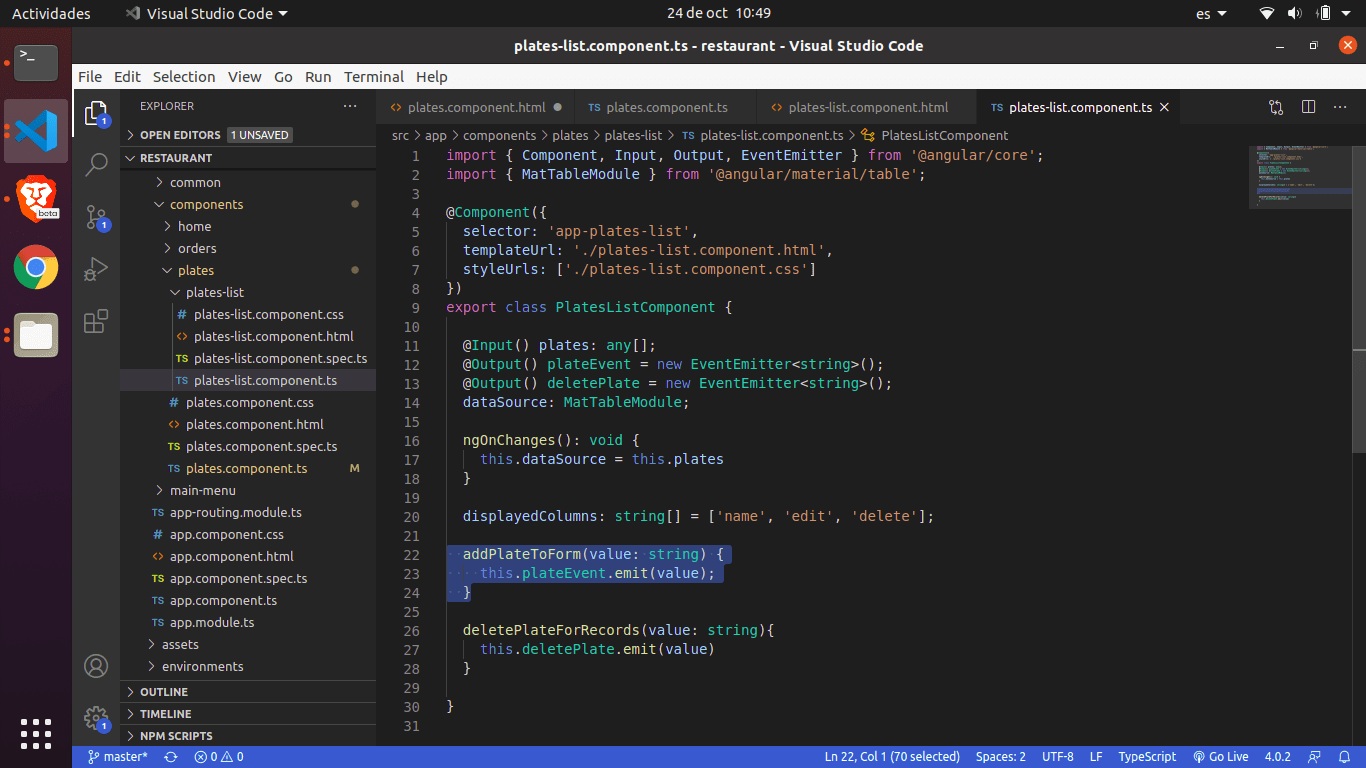 Actividades
Visual Studio Code
24 de oct 10:49
es
plates-list.component.ts - restaurant - Visual Studio Code
File Edit Selection View Go Run Terminal Help
EXPLORER
OPEN EDITORS 1 UNSAVED
RESTAURANT
common
components
home
orders
plates
plates-list
# plates-list.component.css
<> plates-list.component.html
TS plates-list.component.spec.ts
TS plates-list.component.ts
# plates.component.css
<> plates.component.html
TS plates.component.spec.ts
TS plates.component.ts M
main-menu
TS app-routing.module.ts
# app.component.css
<> app.component.html
TS app.component.spec.ts
TS app.component.ts
TS app.module.ts
assets
environments
OUTLINE
TIMELINE
NPM SCRIPTS
>_
beta
1
1
1
<> plates.component.html
TS plates.component.ts
<> plates-list.component.html
TS plates-list.component.ts
src > app > components > plates > plates-list > TS plates-list.component.ts > PlatesListComponent
1 import { Component, Input, Output, EventEmitter } from '@angular/core';
2 import { MatTableModule } from '@angular/material/table';
3
4 @Component({
5 selector: 'app-plates-list',
6 templateUrl: './plates-list.component.html',
7 styleUrls: ['./plates-list.component.css']
8 })
9 export class PlatesListComponent {
10
11 @Input() plates: any[];
12 @Output() plateEvent = new EventEmitter<string>();
13 @Output() deletePlate = new EventEmitter<string>();
14 dataSource: MatTableModule;
15
16 ngOnChanges(): void {
17 this.dataSource = this.plates
18 }
19
20 displayedColumns: string[] = ['name', 'edit', 'delete'];
21
22 addPlateToForm(value: string) {
23 this.plateEvent.emit(value);
24 }
25
26 deletePlateForRecords(value: string){
27 this.deletePlate.emit(value)
28 }
29
30 }
31
master* 0 0 Ln 22, Col 1 (70 selected) Spaces: 2 UTF-8 LF TypeScript Go Live 4.0.2